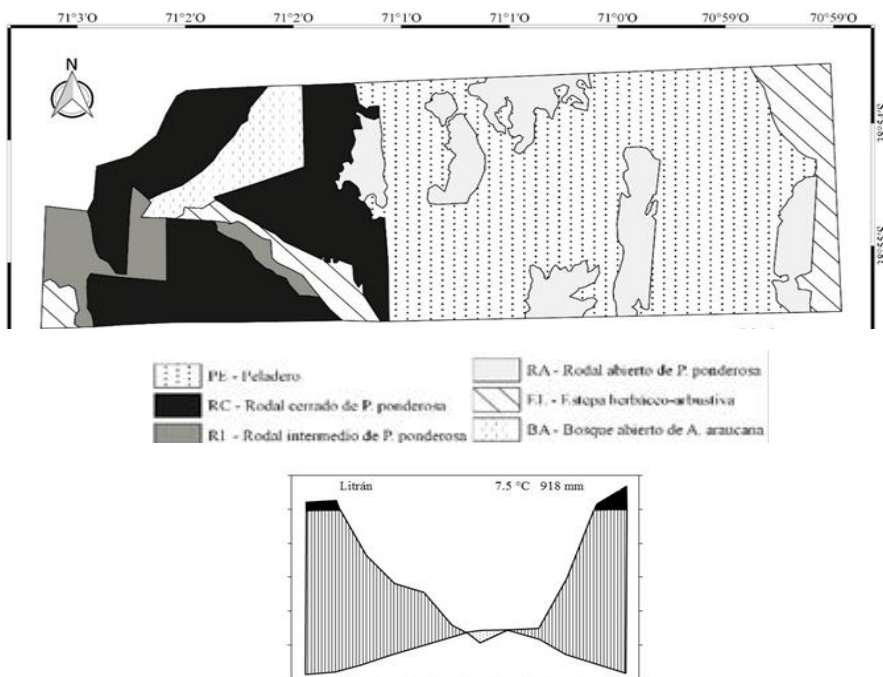 71°3'O 71°2'O 71°2'O 71°1'O 71°1'O 71°0'O 70°59'O 70°59'O
N
PE - Peladero
RC - Rodal cerrado de P. ponderosa
RI - Rodal intermedio de P. ponderosa
RA - Rodal abierto de P. ponderosa
EL - Estepa herbáceo-arbustiva
BA - Bosque abierto de A. araucana
Litrán 7.5 °C 918 mm